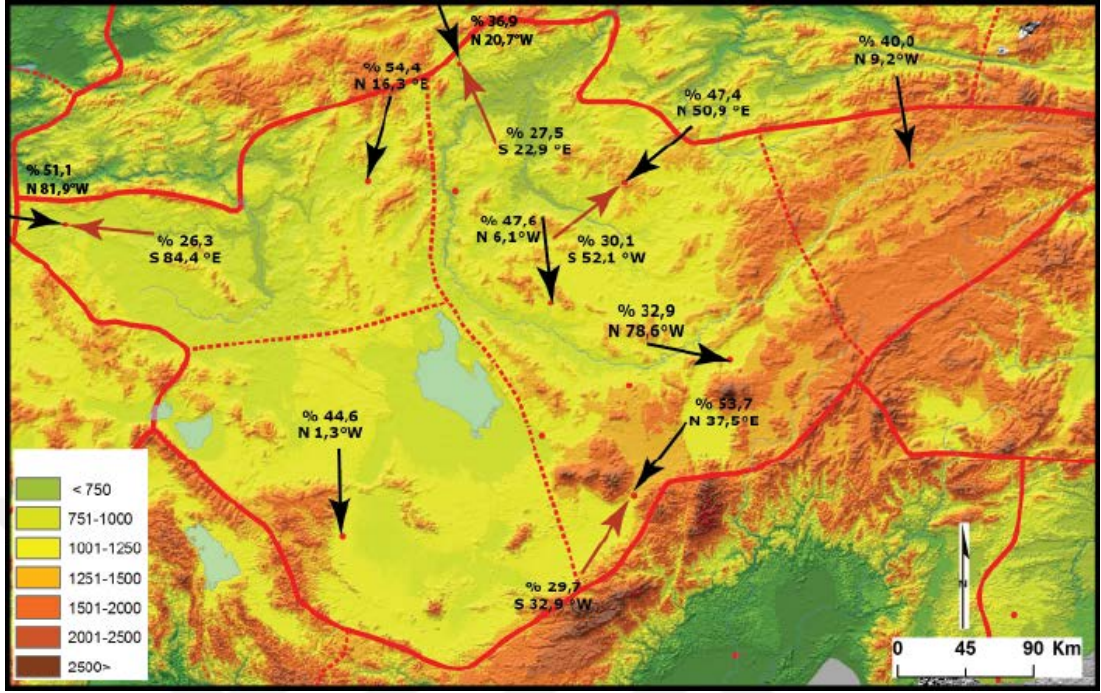 % 36,9
N 20,7°W
% 40,0
N 9,2°W
% 54,4
N 16,3 °E
% 47,4
N 50,9 °E
% 27,5
S 22,9 °E
% 51,1
N 81,9°W
% 47,6
N 6,1°W
% 26,3
S 84,4 °E
% 30,1
S 52,1 °W
% 32,9
N 78,6°W
% 44,6
N 1,3°W
% 53,7
N 37,5°E
< 750
751-1000
1001-1250
1251-1500
1501-2000
2001-2500
2500>
% 29,7
S 32,9 °W
N
0 45 90 Km